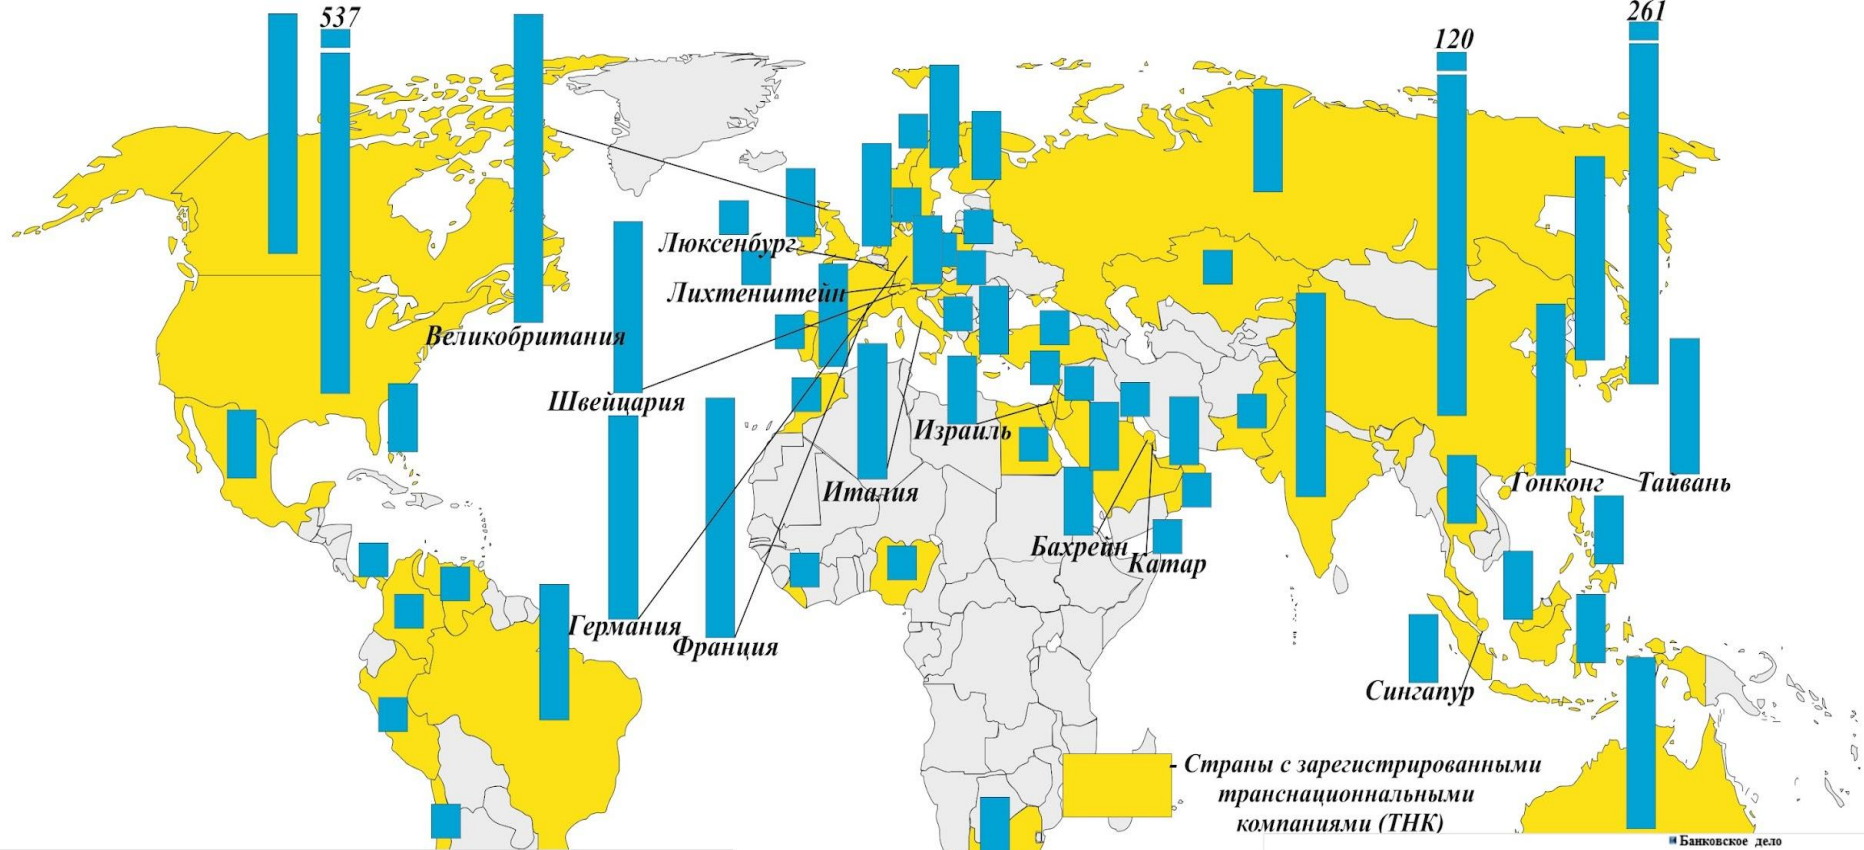 537
261
120
Люксенбург
Лихтенштейн
Великобритания
Швейцария
Израиль
Италия
Гонконг
Тайвань
Бахрейн
Катар
Германия
Франция
Сингапур
- Страны с зарегистрированными
транснационнальными
компаниями (ТНК)
Банковское дело